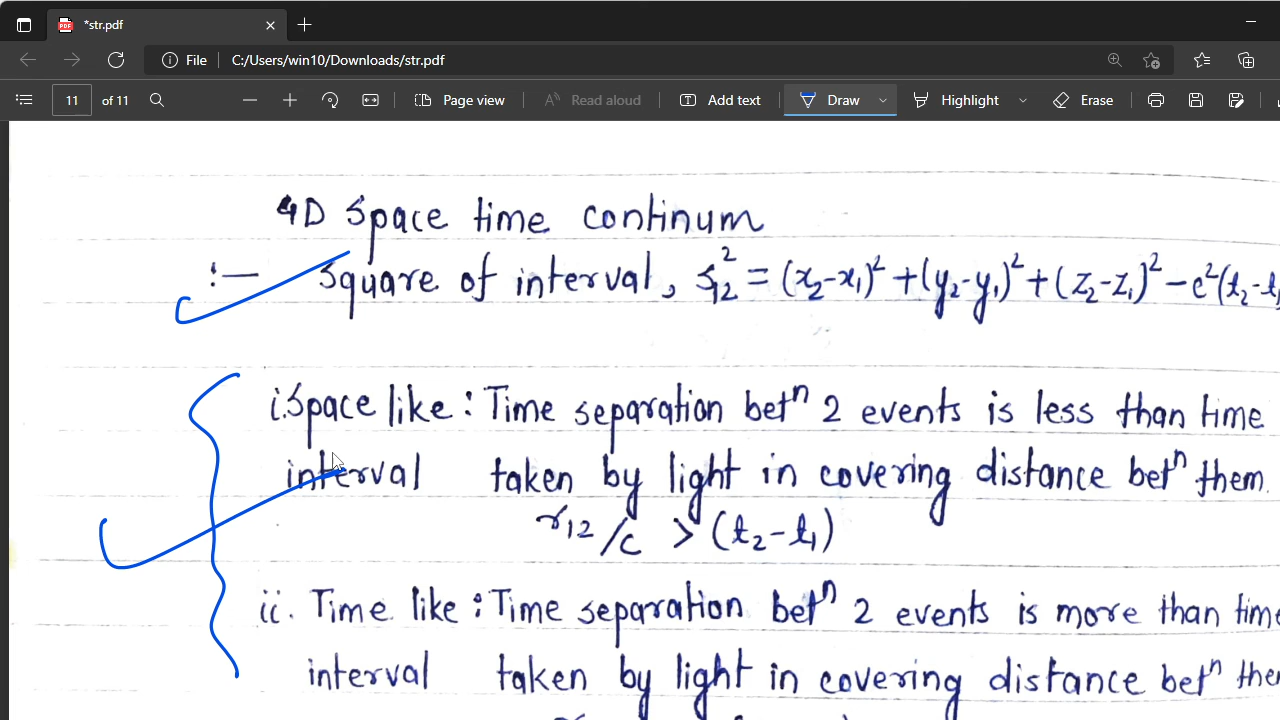 *str.pdf
File C:/Users/win10/Downloads/str.pdf
11 of 11 Page view Read aloud Add text Draw Highlight Erase
4D Space time continum
:— Square of interval, S₁₂² = (x₂-x₁)² + (y₂-y₁)² + (z₂-z₁)² - c²(t₂-t₁
i. Space like : Time separation betⁿ 2 events is less than time
interval taken by light in covering distance betⁿ them.
r₁₂/c > (t₂-t₁)
ii. Time like : Time separation betⁿ 2 events is more than time
interval taken by light in covering distance betⁿ